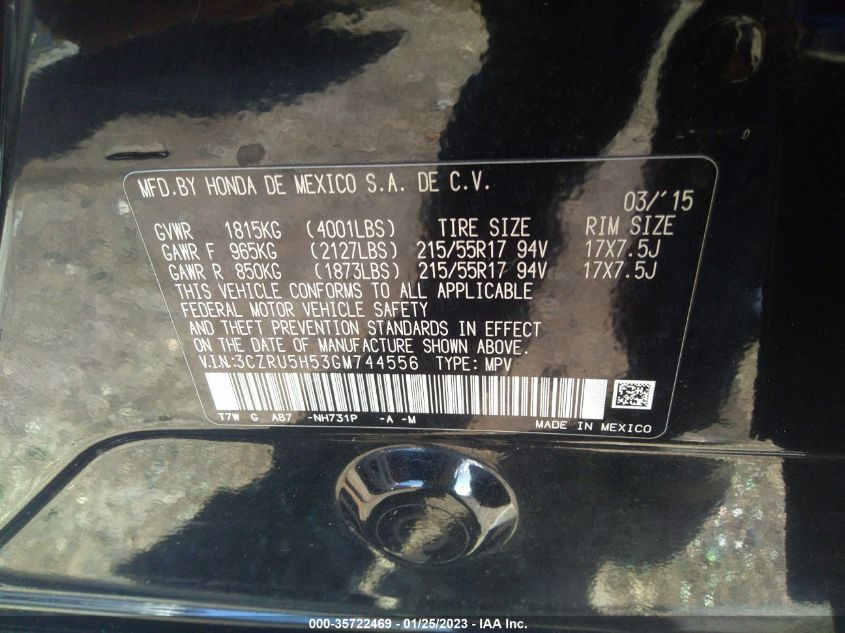 MFD.BY HONDA DE MEXICO S.A. DE C.V.
03/'15
GVWR 1815KG (4001LBS) TIRE SIZE RIM SIZE
GAWR F 965KG (2127LBS) 215/55R17 94V 17X7.5J
GAWR R 850KG (1873LBS) 215/55R17 94V 17X7.5J
THIS VEHICLE CONFORMS TO ALL APPLICABLE
FEDERAL MOTOR VEHICLE SAFETY
AND THEFT PREVENTION STANDARDS IN EFFECT
ON THE DATE OF MANUFACTURE SHOWN ABOVE.
V.I.N.:3CZRU5H53GM744556 TYPE: MPV
T7W G AB7 -NH731P -A -M
MADE IN MEXICO
000-35722469 - 01/25/2023 - IAA Inc.